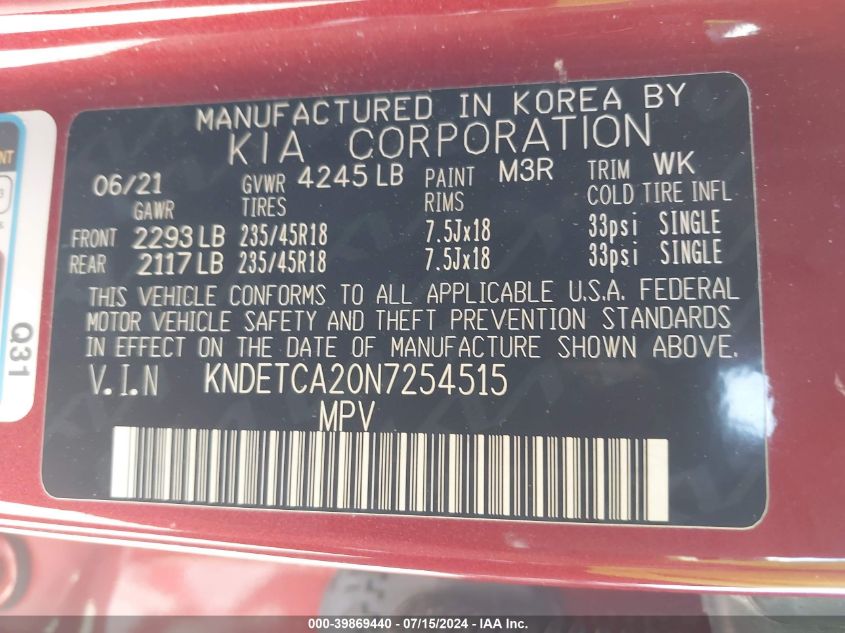 MANUFACTURED IN KOREA BY
KIA CORPORATION
06/21 GVWR 4245 LB PAINT M3R TRIM WK
GAWR TIRES RIMS COLD TIRE INFL
FRONT 2293 LB 235/45R18 7.5Jx18 33psi SINGLE
REAR 2117 LB 235/45R18 7.5Jx18 33psi SINGLE
THIS VEHICLE CONFORMS TO ALL APPLICABLE U.S.A. FEDERAL
MOTOR VEHICLE SAFETY AND THEFT PREVENTION STANDARDS
IN EFFECT ON THE DATE OF MANUFACTURE SHOWN ABOVE.
V.I.N KNDETCA20N7254515
MPV
Q31
000-39869440 - 07/15/2024 - IAA Inc.